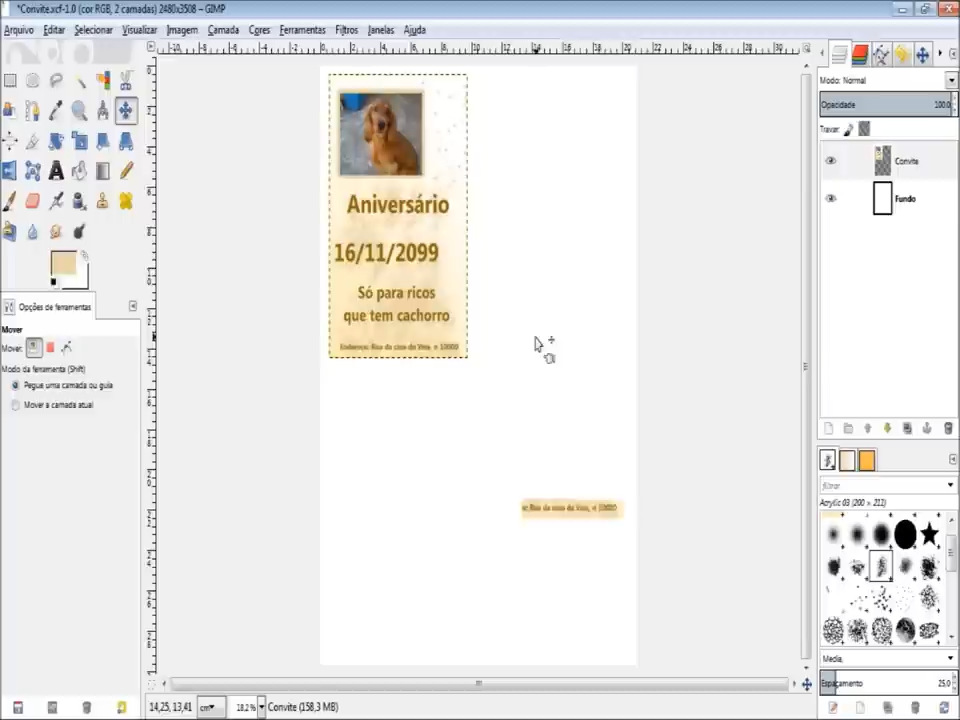 *Convite.xcf-1.0 (cor RGB, 2 camadas) 2480x3508 – GIMP
Arquivo Editar Selecionar Visualizar Imagem Camada Cores Ferramentas Filtros Janelas Ajuda
Modo: Normal
Opacidade 100,0
Travar:
Convite
Fundo
Aniversário
16/11/2099
Só para ricos
que tem cachorro
Opções de ferramentas
Mover
Mover:
Modo da ferramenta (Shift)
Pegue uma camada ou guia
Mover a camada atual
filtrar
Acrylic 03 (200 × 211)
Media,
Espaçamento 25,0
14,25, 13,41 cm 18,2% Convite (158,3 MB)